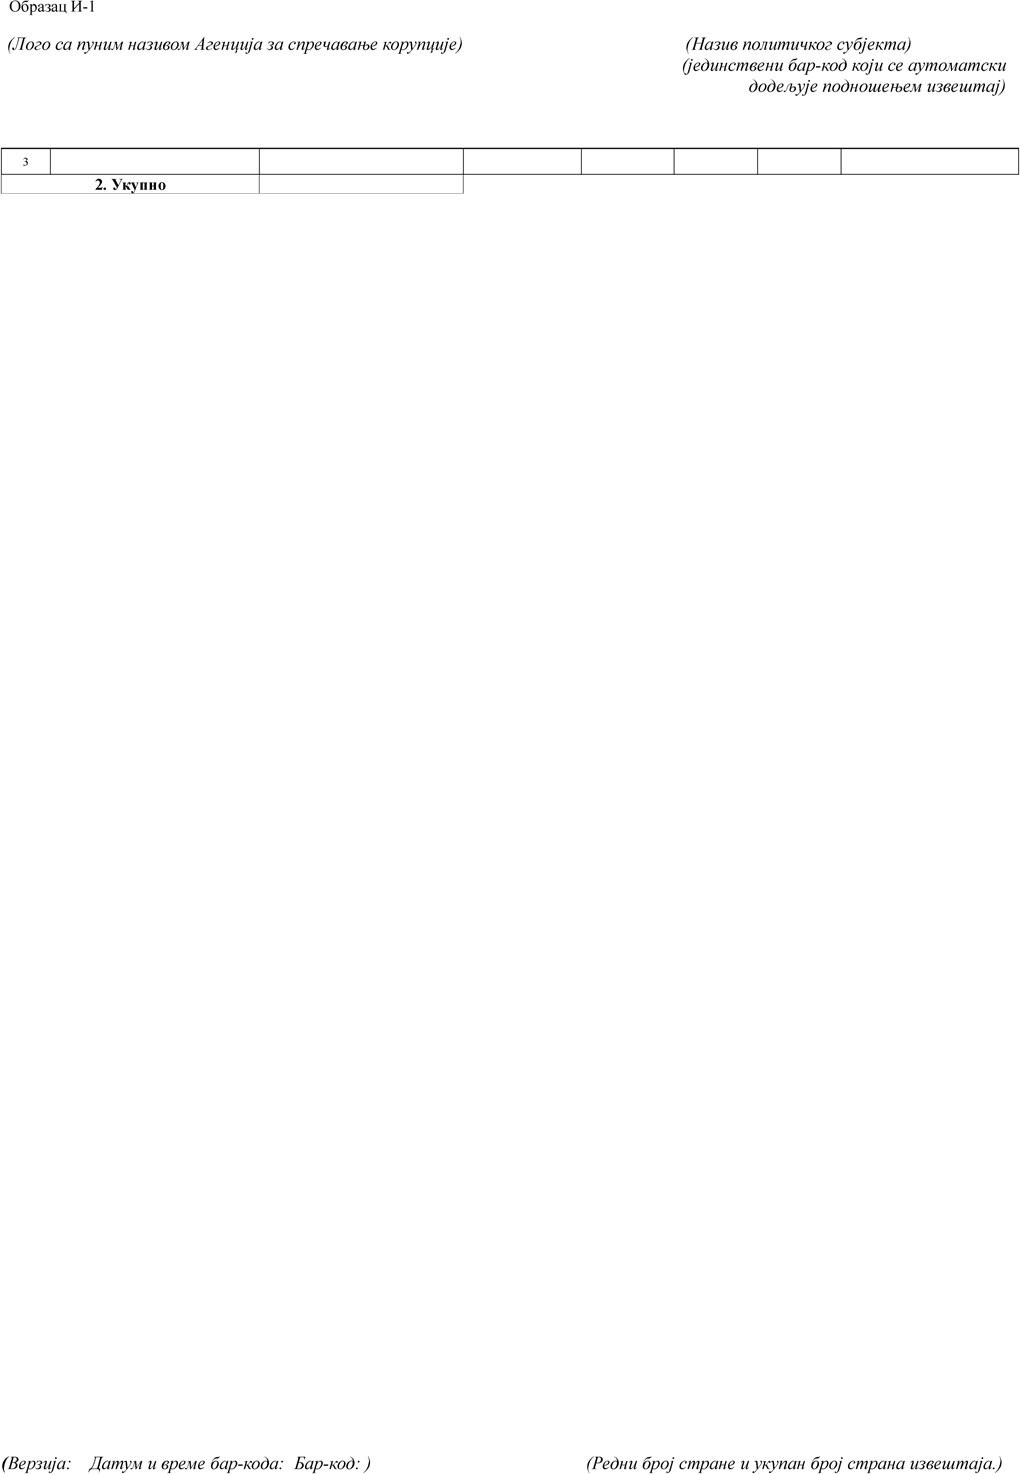 Образац И-1
(Лого са пуним називом Агенција за спречавање корупције) (Назив политичког субјекта)
(јединствени бар-код који се аутоматски
додељује подношењем извештај)
3
2. Укупно
(Верзија: Датум и време бар-кода: Бар-код: ) (Редни број стране и укупан број страна извештаја.)